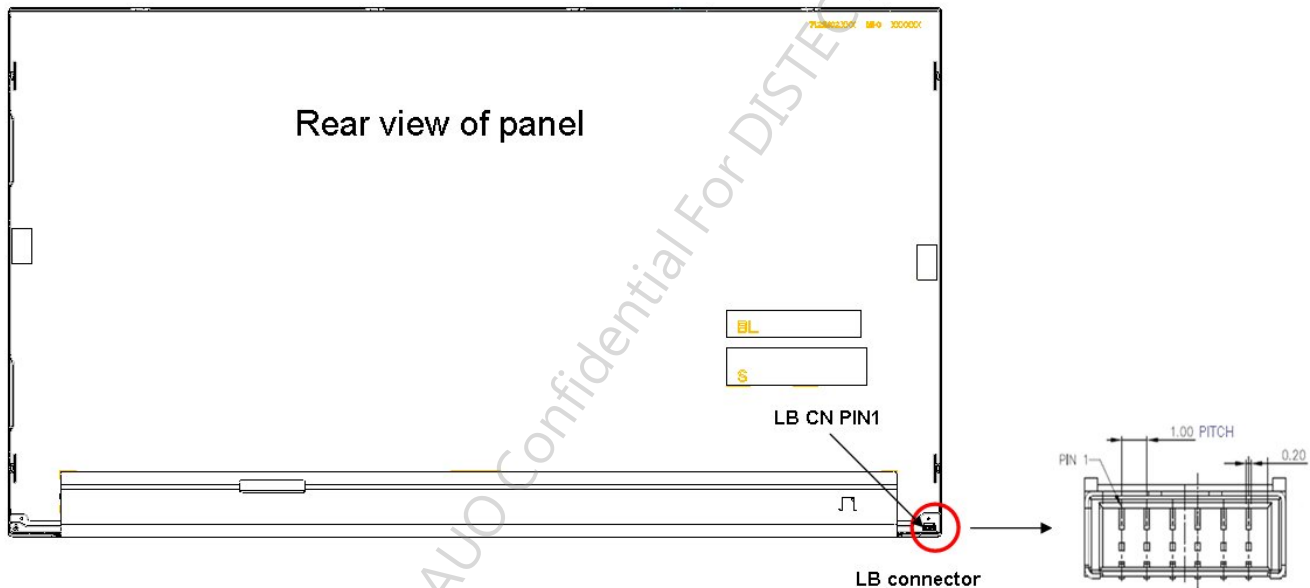 Rear view of panel
BL
S
LB CN PIN1
1.00 PITCH
PIN 1
0.20
LB connector
AUO Confidential For DISTEC